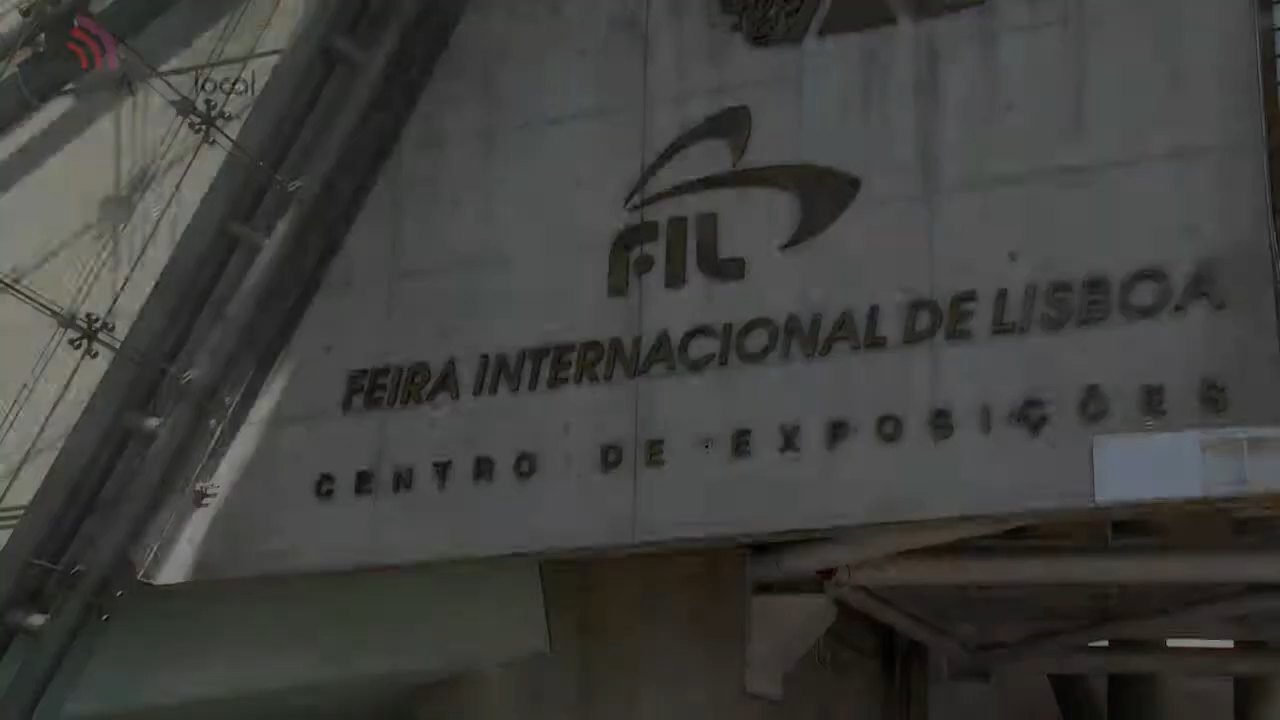 local
FIL
FEIRA INTERNACIONAL DE LISBOA
CENTRO DE EXPOSIÇÕES